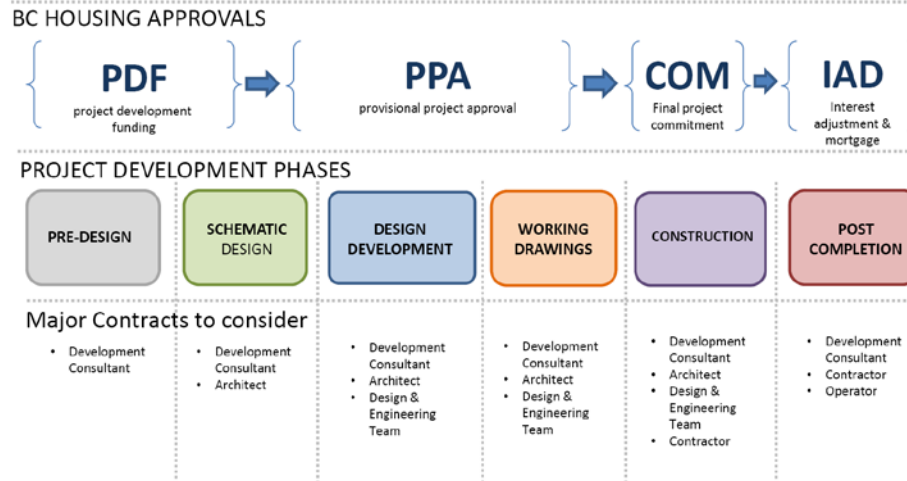 BC HOUSING APPROVALS
PDF
project development
funding
PPA
provisional project approval
COM
Final project
commitment
IAD
Interest
adjustment &
mortgage
PROJECT DEVELOPMENT PHASES
PRE-DESIGN
SCHEMATIC
DESIGN
DESIGN
DEVELOPMENT
WORKING
DRAWINGS
CONSTRUCTION
POST
COMPLETION
Major Contracts to consider
• Development
Consultant
• Development
Consultant
• Architect
• Development
Consultant
• Architect
• Design &
Engineering
Team
• Development
Consultant
• Architect
• Design &
Engineering
Team
• Development
Consultant
• Architect
• Design &
Engineering
Team
• Contractor
• Development
Consultant
• Contractor
• Operator